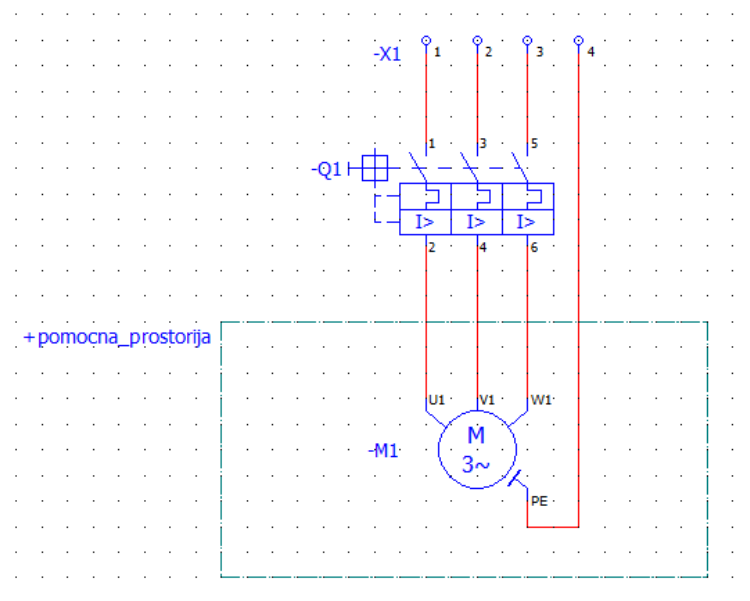 -X1 1 2 3 4
1 3 5
-Q1
I> I> I>
2 4 6
+pomocna_prostorija
U1 V1 W1
-M1
M
3~
PE